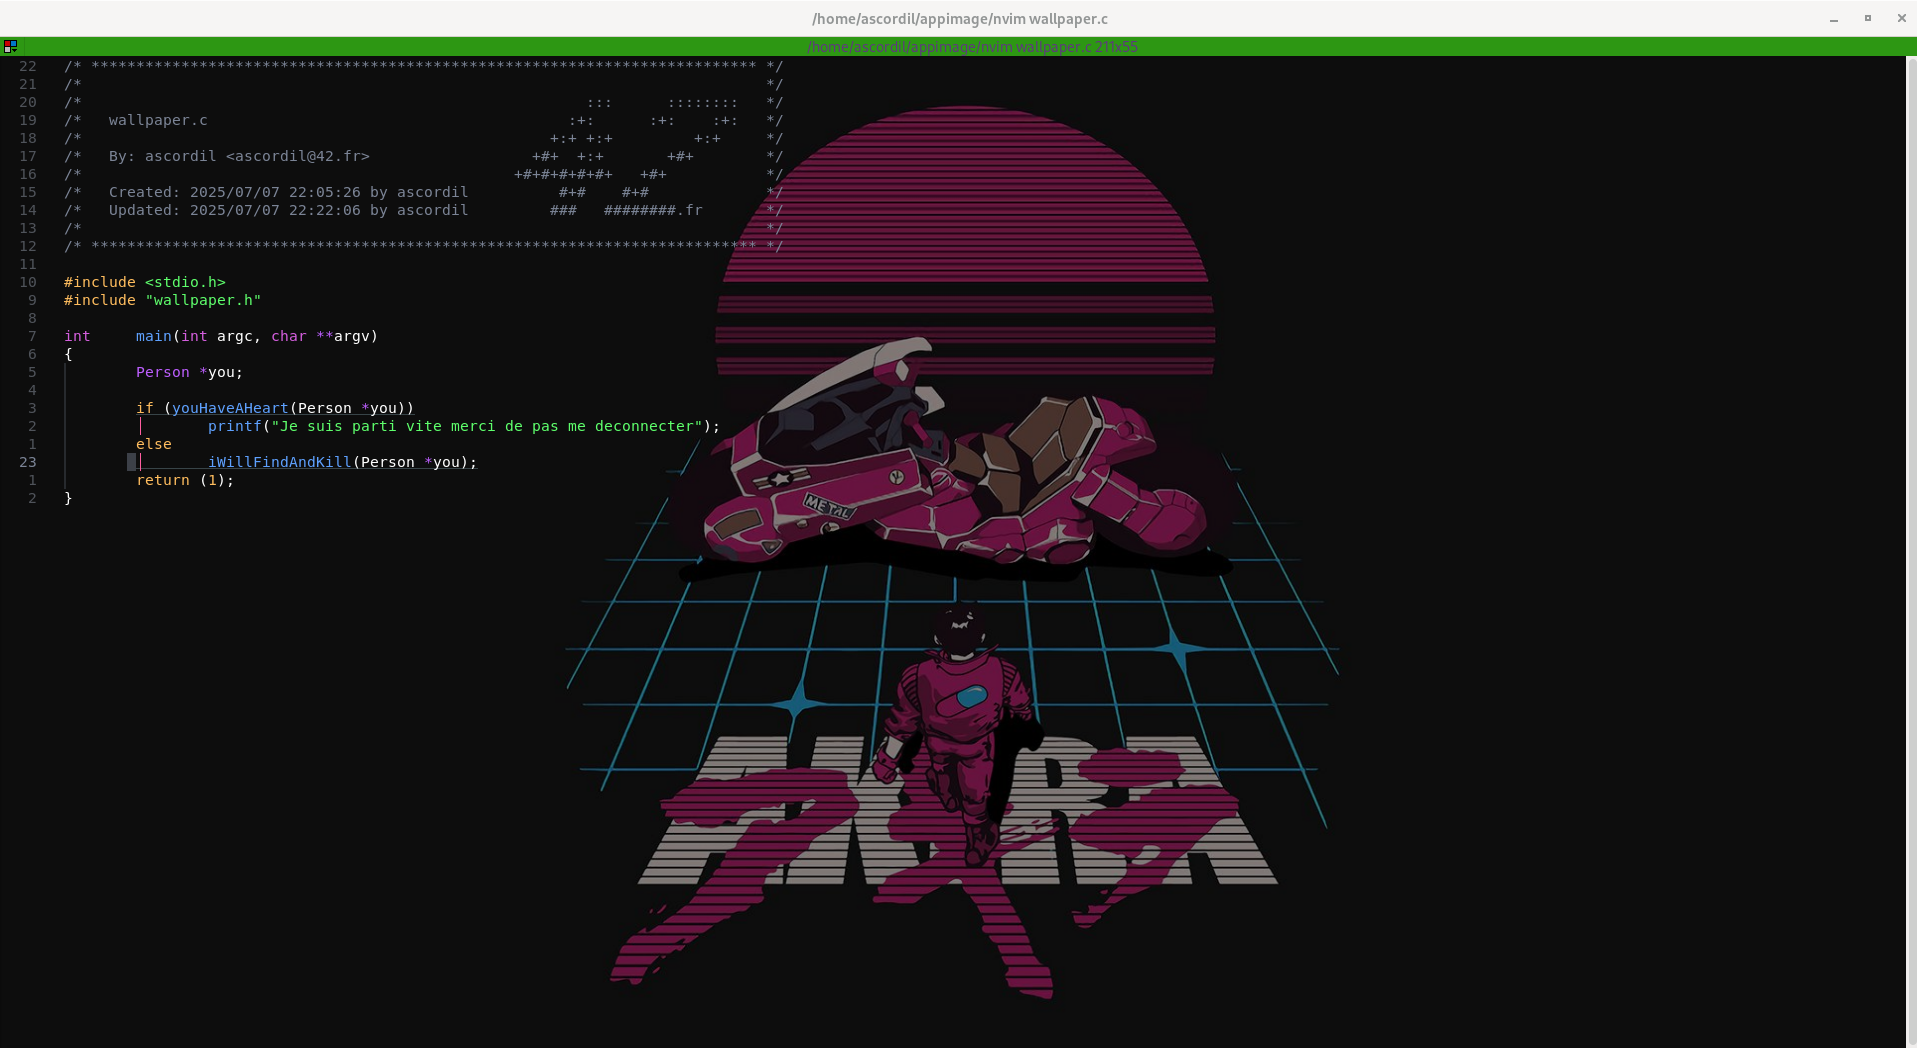 /home/ascordil/appimage/nvim wallpaper.c
/home/ascordil/appimage/nvim wallpaper.c 211x55
22 /* ************************************************************************** */
21 /*                                                                            */
20 /*                                                        :::      ::::::::   */
19 /*   wallpaper.c                                        :+:      :+:    :+:   */
18 /*                                                    +:+ +:+         +:+     */
17 /*   By: ascordil <ascordil@42.fr>                  +#+  +:+       +#+        */
16 /*                                                +#+#+#+#+#+   +#+           */
15 /*   Created: 2025/07/07 22:05:26 by ascordil          #+#    #+#             */
14 /*   Updated: 2025/07/07 22:22:06 by ascordil         ###   ########.fr       */
13 /*                                                                            */
12 /* ************************************************************************** */
11
10 #include <stdio.h>
9 #include "wallpaper.h"
8
7 int     main(int argc, char **argv)
6 {
5         Person *you;
4
3         if (youHaveAHeart(Person *you))
2                 printf("Je suis parti vite merci de pas me deconnecter");
1         else
23                 iWillFindAndKill(Person *you);
1         return (1);
2 }
METAL
AKIRA
アキラ